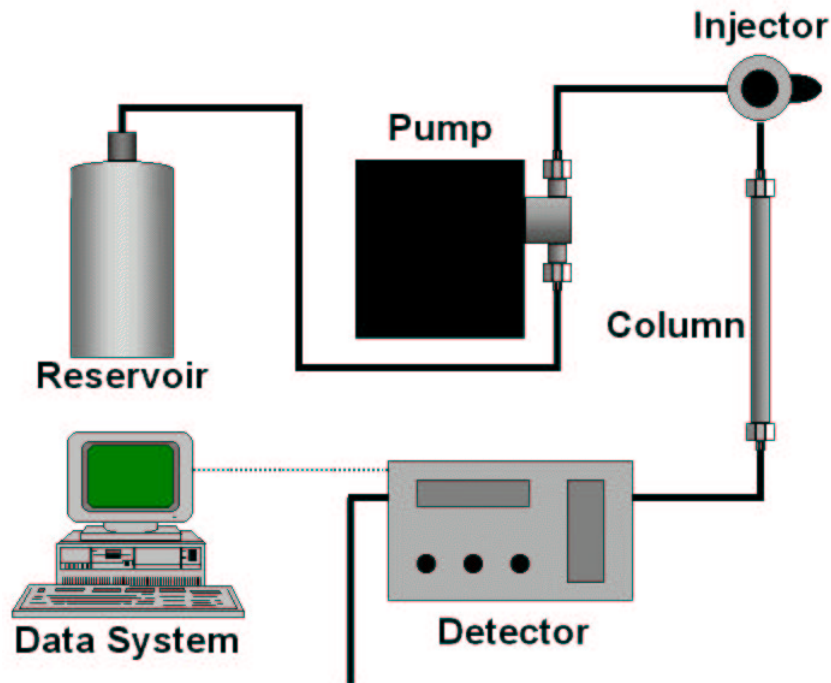 Injector
Pump
Column
Reservoir
Data System
Detector